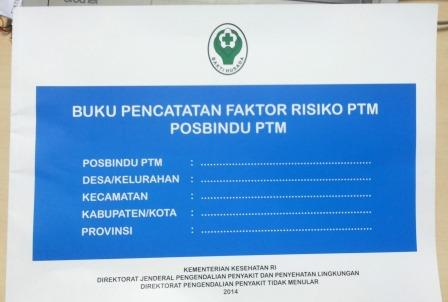 BAKTI HUSADA
BUKU PENCATATAN FAKTOR RISIKO PTM
POSBINDU PTM
POSBINDU PTM : ....................................................
DESA/KELURAHAN : ....................................................
KECAMATAN : ....................................................
KABUPATEN/KOTA : ....................................................
PROVINSI : ....................................................
KEMENTERIAN KESEHATAN RI
DIREKTORAT JENDERAL PENGENDALIAN PENYAKIT DAN PENYEHATAN LINGKUNGAN
DIREKTORAT PENGENDALIAN PENYAKIT TIDAK MENULAR
2014